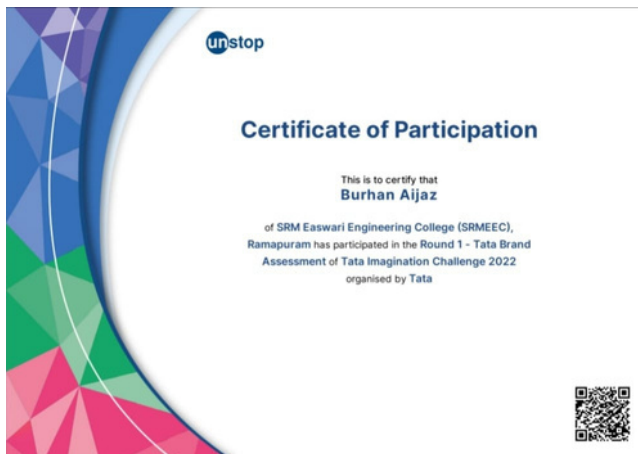 unstop
Certificate of Participation
This is to certify that
Burhan Aijaz
of SRM Easwari Engineering College (SRMEEC),
Ramapuram has participated in the Round 1 - Tata Brand
Assessment of Tata Imagination Challenge 2022
organised by Tata